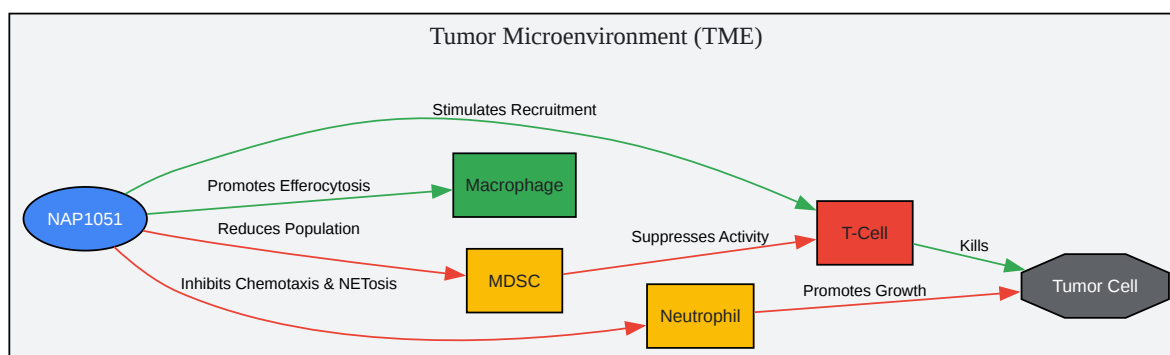 Tumor Microenvironment (TME)
Stimulates Recruitment
Promotes Efferocytosis
Macrophage
NAP1051
Reduces Population
Suppresses Activity
T-Cell
Kills
Inhibits Chemotaxis & NETosis
MDSC
Promotes Growth
Tumor Cell
Neutrophil